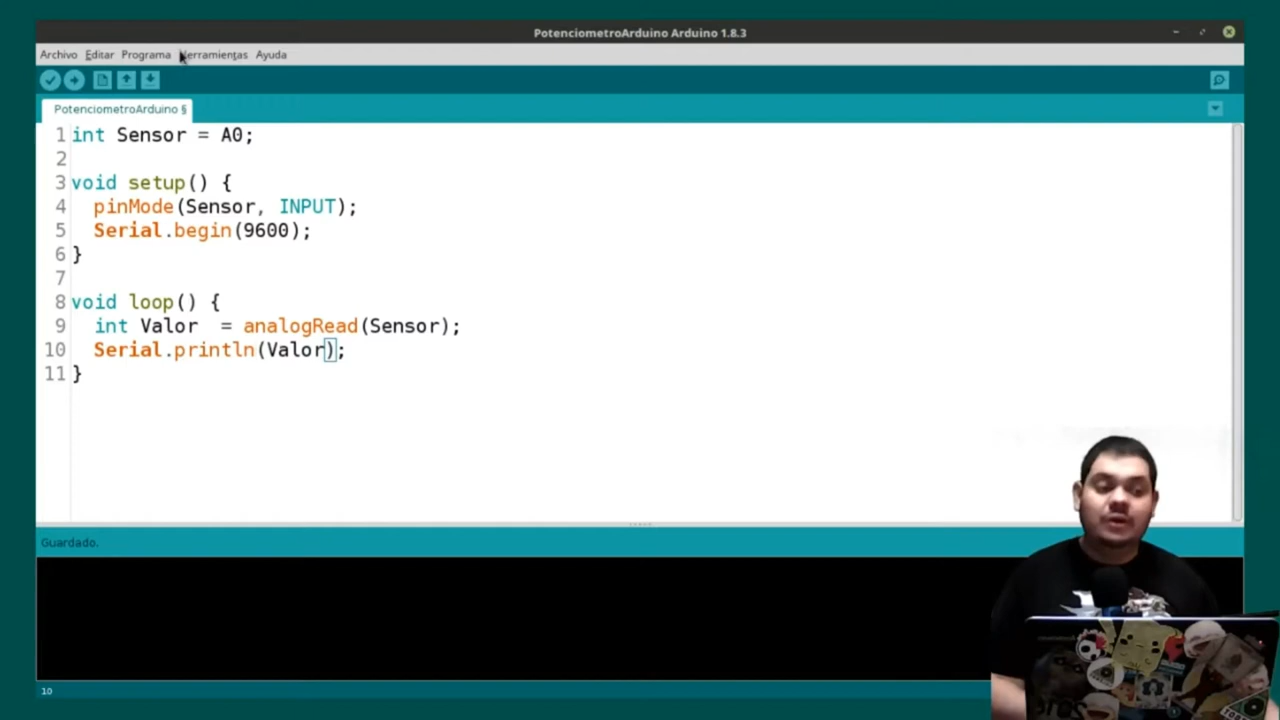 PotenciometroArduino Arduino 1.8.3
Archivo Editar Programa Herramientas Ayuda
PotenciometroArduino §
1 int Sensor = A0;
2
3 void setup() {
4   pinMode(Sensor, INPUT);
5   Serial.begin(9600);
6 }
7
8 void loop() {
9   int Valor  = analogRead(Sensor);
10   Serial.println(Valor);
11 }
Guardado.
10